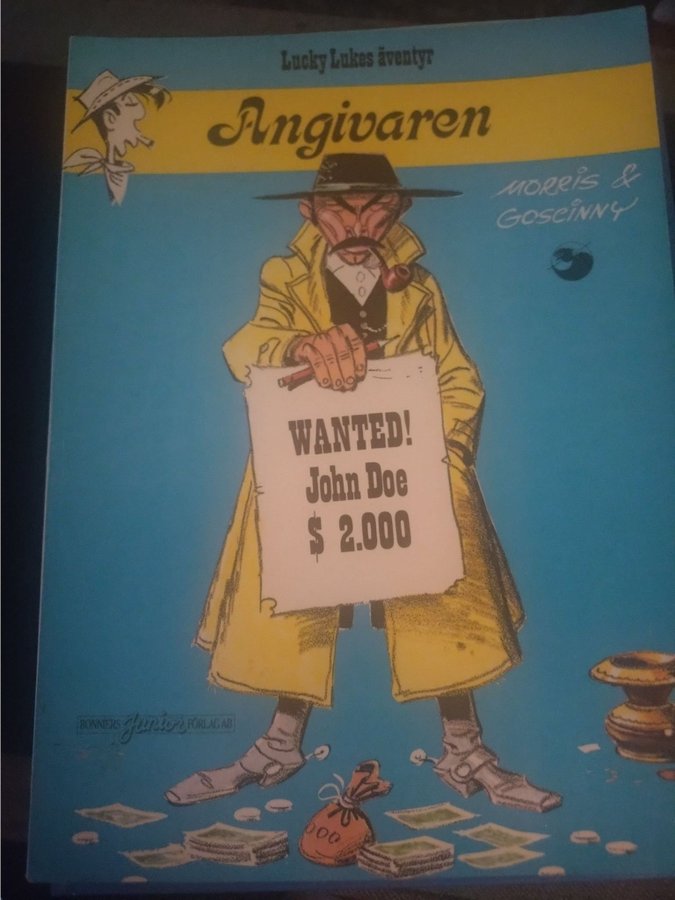 Lucky Lukes äventyr
Angivaren
MORRIS &
GOSCINNY
WANTED!
John Doe
$ 2.000
BONNIERS Junior FÖRLAG AB